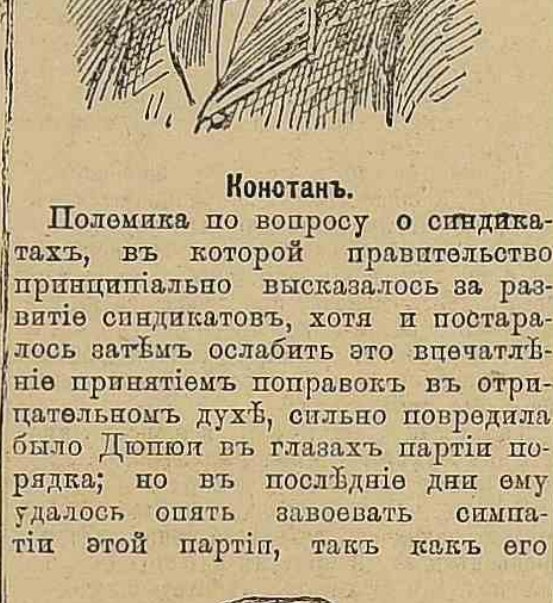 Констанъ.
Полемика по вопросу о синдика-
тахъ, въ которой правительство
принципіально высказалось за раз-
витіе синдикатовъ, хотя и постара-
лось затѣмъ ослабить это впечатлѣ-
ніе принятіемъ поправокъ въ отри-
цательномъ духѣ, сильно повредила
было Дюпюи въ глазахъ партіи по-
рядка; но въ послѣдніе дни ему
удалось опять завоевать симпа-
тіи этой партіи, такъ какъ его